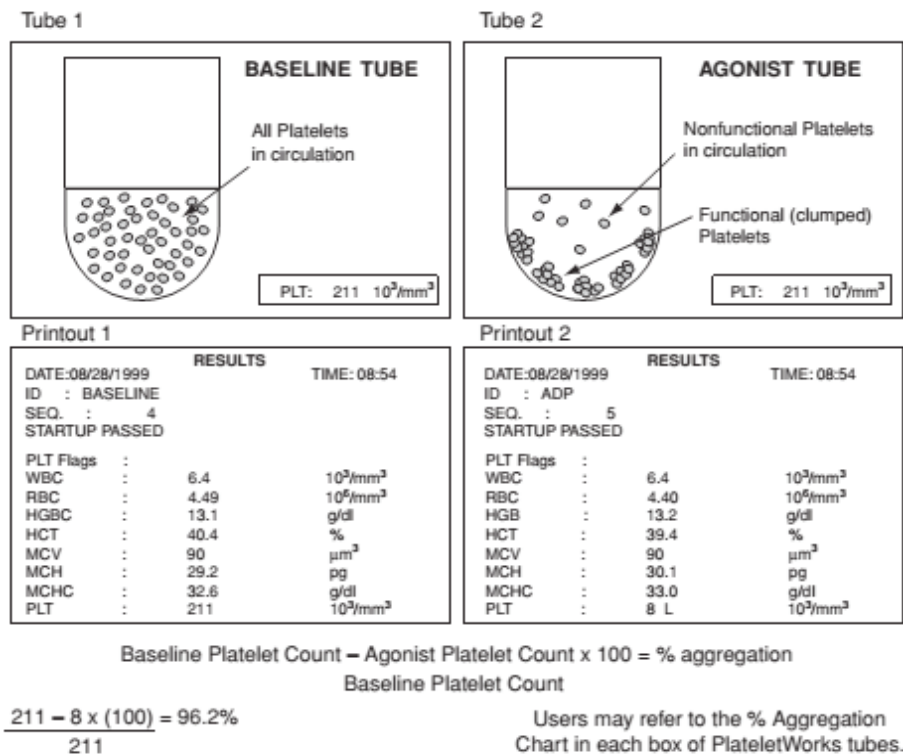 Tube 1
BASELINE TUBE
All Platelets
in circulation
PLT: 211 10³/mm³
Tube 2
AGONIST TUBE
Nonfunctional Platelets
in circulation
Functional (clumped)
Platelets
PLT: 211 10³/mm³
Printout 1
RESULTS
DATE:08/28/1999 TIME: 08:54
ID : BASELINE
SEQ. : 4
STARTUP PASSED
PLT Flags :
WBC : 6.4 10³/mm³
RBC : 4.49 10⁶/mm³
HGBC : 13.1 g/dl
HCT : 40.4 %
MCV : 90 µm³
MCH : 29.2 pg
MCHC : 32.6 g/dl
PLT : 211 10³/mm³
Printout 2
RESULTS
DATE:08/28/1999 TIME: 08:54
ID : ADP
SEQ. : 5
STARTUP PASSED
PLT Flags :
WBC : 6.4 10³/mm³
RBC : 4.40 10⁶/mm³
HGB : 13.2 g/dl
HCT : 39.4 %
MCV : 90 µm³
MCH : 30.1 pg
MCHC : 33.0 g/dl
PLT : 8 L 10³/mm³
Baseline Platelet Count – Agonist Platelet Count x 100 = % aggregation
Baseline Platelet Count
211 – 8 x (100) = 96.2%
211
Users may refer to the % Aggregation
Chart in each box of PlateletWorks tubes.